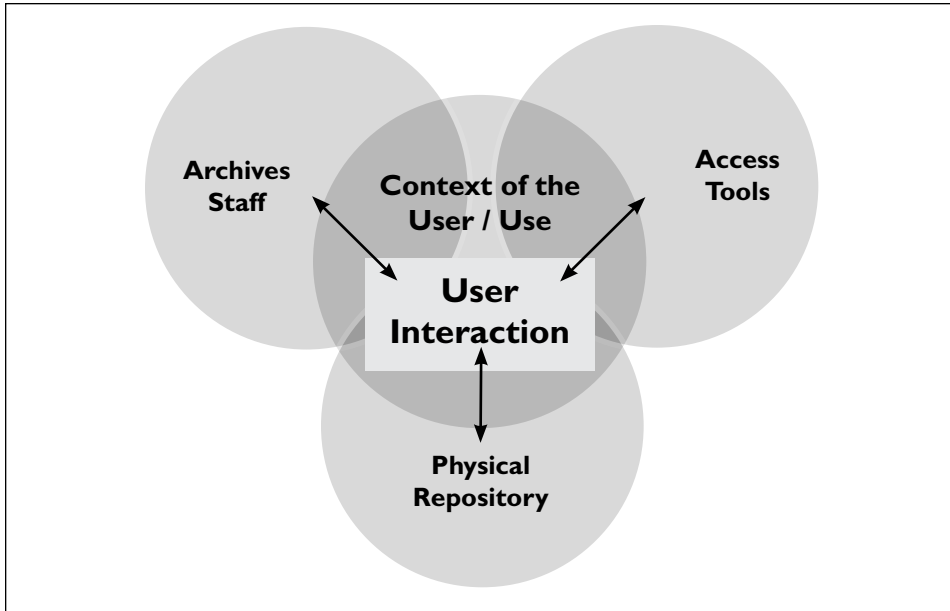 Archives
Staff
Context of the
User / Use
Access
Tools
User
Interaction
Physical
Repository